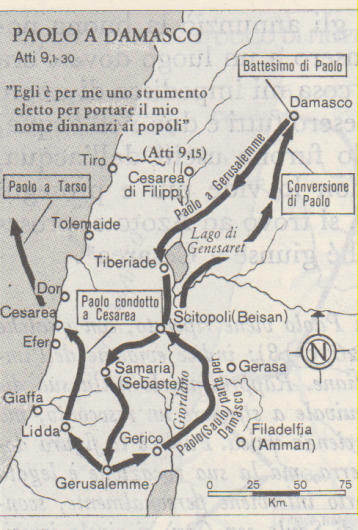 PAOLO A DAMASCO
Atti 9,1-30
"Egli è per me uno strumento
eletto per portare il mio
nome dinnanzi ai popoli"
(Atti 9,15)
Battesimo di Paolo
Damasco
Tiro
Cesarea
di Filippi
Paolo a Gerusalemme
Conversione
di Paolo
Paolo a Tarso
Tolemaide
Lago di
Genesaret
Tiberiade
Dor
Cesarea
Paolo condotto
a Cesarea
Scitopoli (Beisan)
Efer
Samaria
(Sebaste)
Gerasa
N
Giordano
Paolo (Saulo) parte per
Damasco
Giaffa
Lidda
Gerico
Filadelfia
(Amman)
Gerusalemme
0 25 50 75
Km.